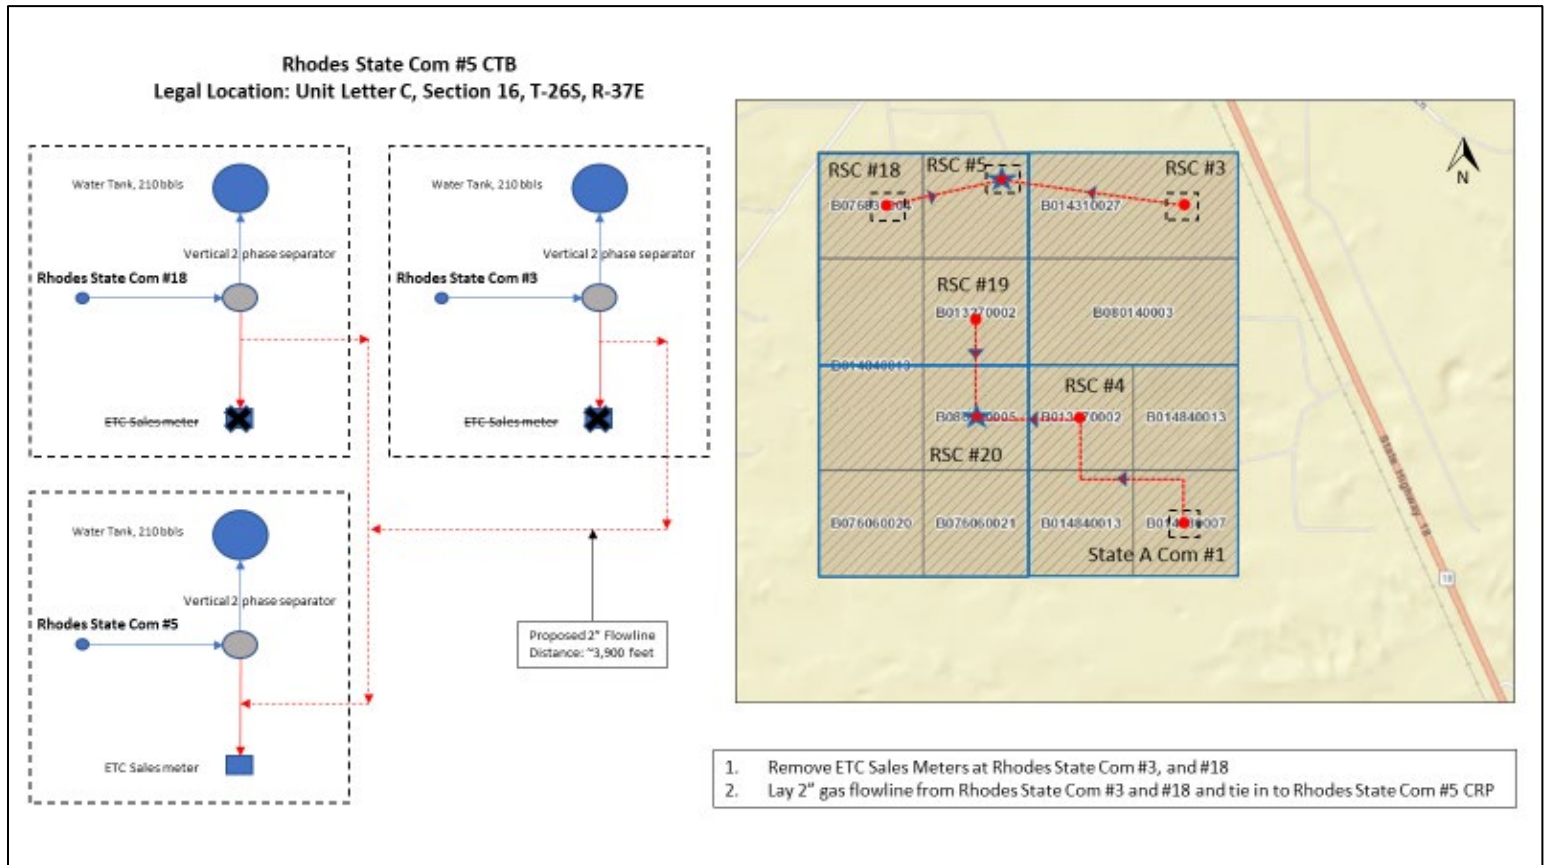 Rhodes State Com #5 CTB
Legal Location: Unit Letter C, Section 16, T-26S, R-37E
Water Tank, 210 bbls
Vertical 2 phase separator
Rhodes State Com #18
ETC Sales meter
Water Tank, 210 bbls
Vertical 2 phase separator
Rhodes State Com #3
ETC Sales meter
Water Tank, 210 bbls
Vertical 2 phase separator
Rhodes State Com #5
ETC Sales meter
Proposed 2" Flowline
Distance: ~3,900 feet
N
RSC #18
RSC #5
RSC #3
B014310027
RSC #19
B080140003
B014840013
RSC #4
B014840013
RSC #20
B076060020
B076060021
B014840013
State A Com #1
State Highway 18
18
1. Remove ETC Sales Meters at Rhodes State Com #3, and #18
2. Lay 2" gas flowline from Rhodes State Com #3 and #18 and tie in to Rhodes State Com #5 CRP